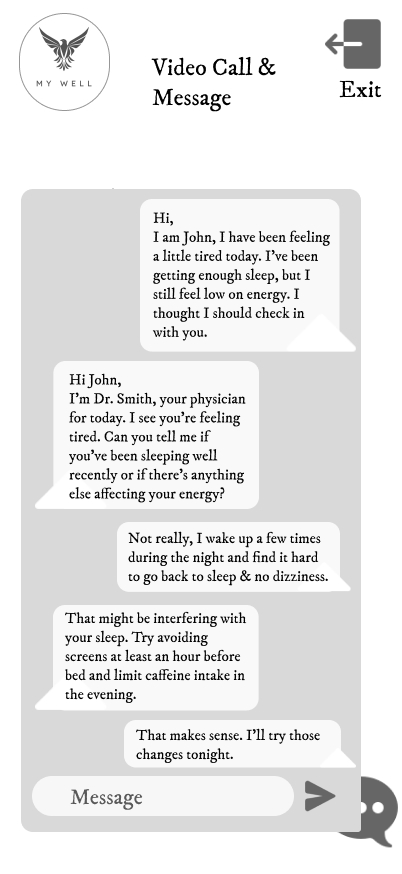 MY WELL
Video Call &
Message
Exit
Hi,
I am John, I have been feeling
a little tired today. I've been
getting enough sleep, but I
still feel low on energy. I
thought I should check in
with you.
Hi John,
I'm Dr. Smith, your physician
for today. I see you're feeling
tired. Can you tell me if
you've been sleeping well
recently or if there's anything
else affecting your energy?
Not really, I wake up a few times
during the night and find it hard
to go back to sleep & no dizziness.
That might be interfering with
your sleep. Try avoiding
screens at least an hour before
bed and limit caffeine intake in
the evening.
That makes sense. I'll try those
changes tonight.
Message